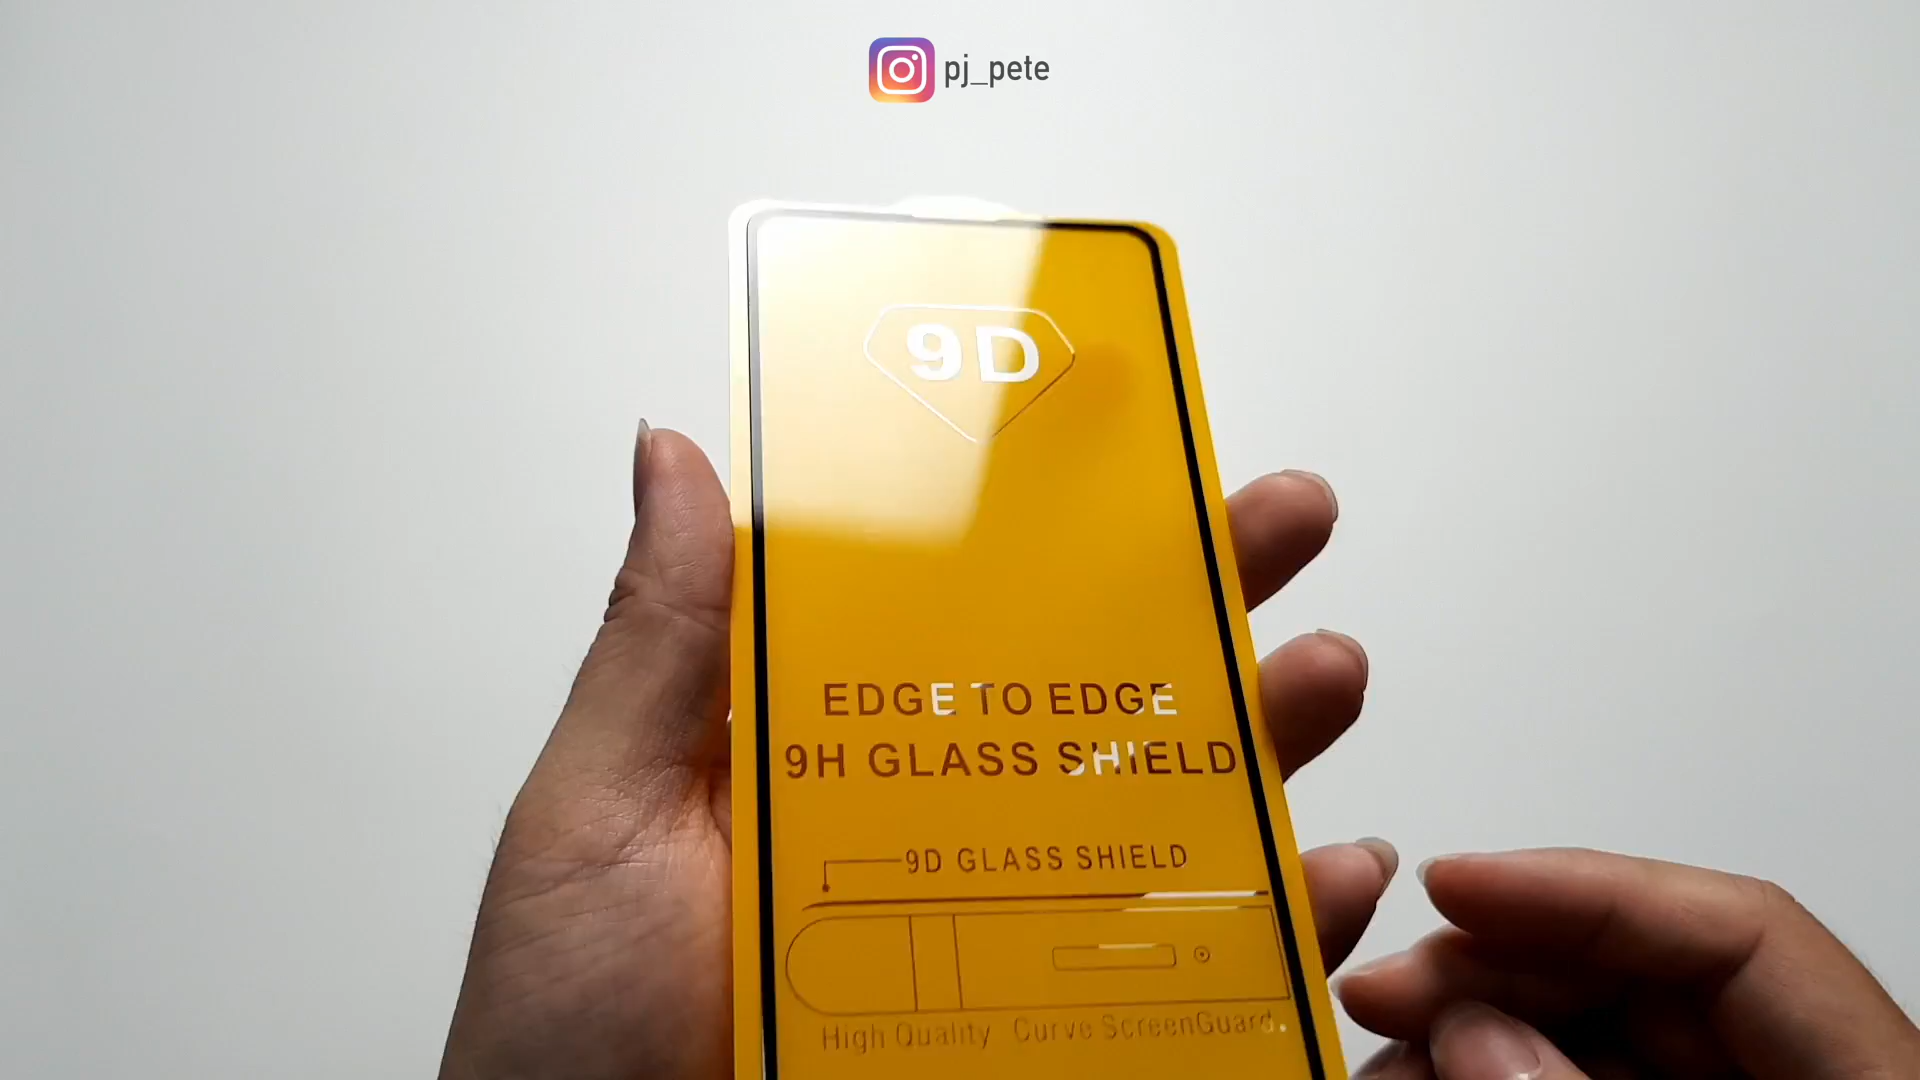 pj_pete
9D
EDGE TO EDGE
9H GLASS SHIELD
9D GLASS SHIELD
High Quality Curve ScreenGuard.